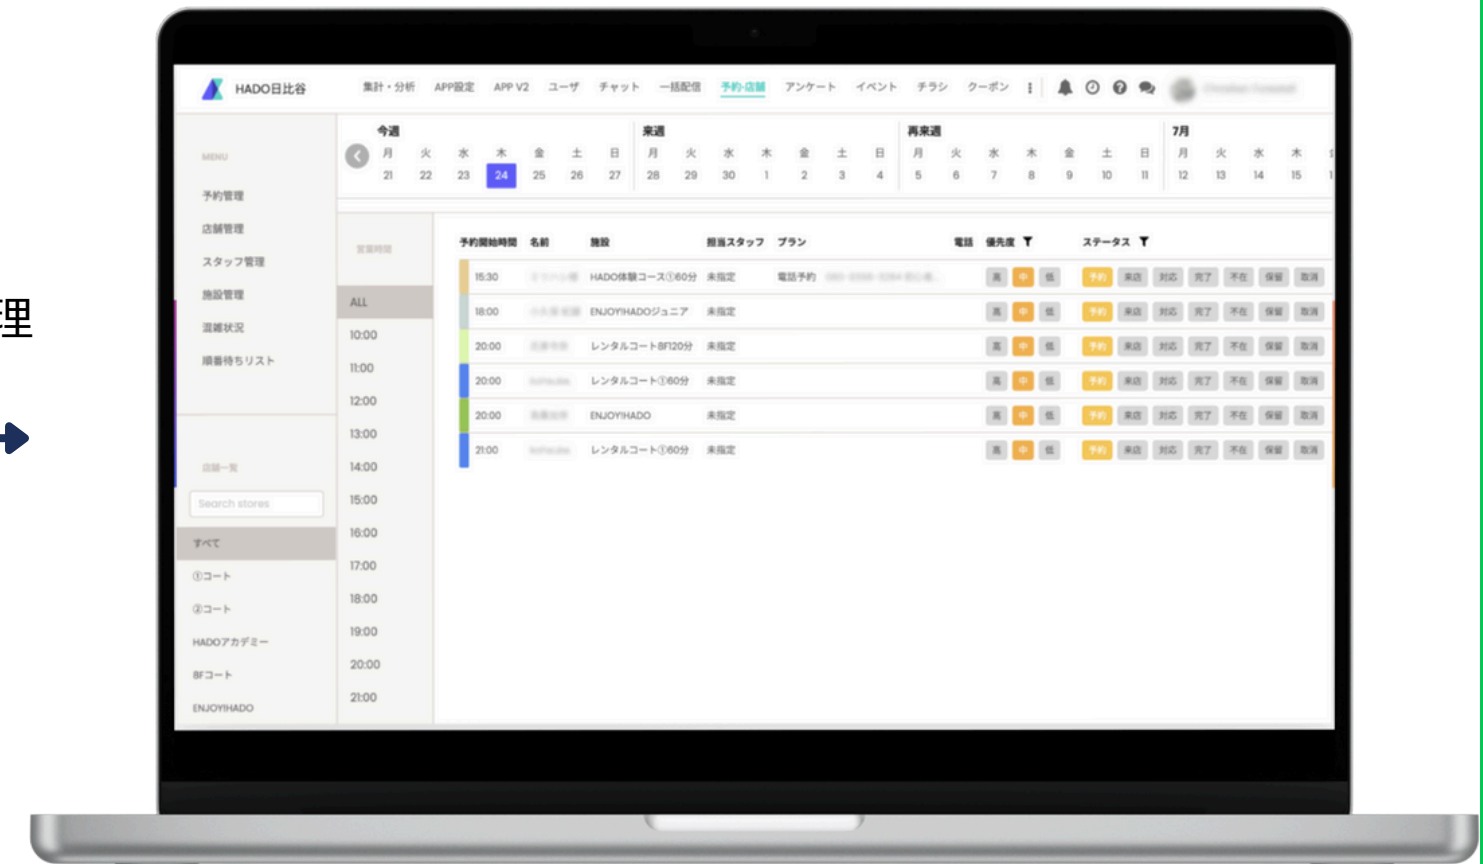 理
HADO日比谷
集計・分析 APP設定 APP V2 ユーザ チャット 一括配信 予約·店舗 アンケート イベント チラシ クーポン
今週 来週 再来週 7月
月 火 水 木 金 土 日 月 火 水 木 金 土 日 月 火 水 木 金 土 日 月 火 水 木
21 22 23 24 25 26 27 28 29 30 1 2 3 4 5 6 7 8 9 10 11 12 13 14 15 1
MENU
予約管理
店舗管理
スタッフ管理
施設管理
混雑状況
順番待ちリスト
店舗一覧
Search stores
すべて
①コート
②コート
HADOアカデミー
8Fコート
ENJOY!HADO
営業時間
ALL
10:00
11:00
12:00
13:00
14:00
15:00
16:00
17:00
18:00
19:00
20:00
21:00
予約開始時間 名前 施設 担当スタッフ プラン 電話 優先度 ステータス
15:30 HADO体験コース①60分 未指定 電話予約 高 中 低 予約 来店 対応 完了 不在 保留 取消
18:00 ENJOY!HADOジュニア 未指定 高 中 低 予約 来店 対応 完了 不在 保留 取消
20:00 レンタルコート8F120分 未指定 高 中 低 予約 来店 対応 完了 不在 保留 取消
20:00 レンタルコート①60分 未指定 高 中 低 予約 来店 対応 完了 不在 保留 取消
20:00 ENJOY!HADO 未指定 高 中 低 予約 来店 対応 完了 不在 保留 取消
21:00 レンタルコート①60分 未指定 高 中 低 予約 来店 対応 完了 不在 保留 取消